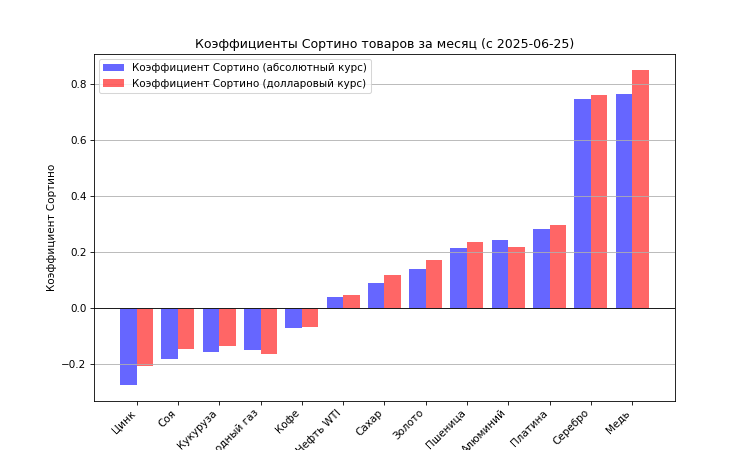 Коэффициенты Сортино товаров за месяц (с 2025-06-25)
Коэффициент Сортино (абсолютный курс)
Коэффициент Сортино (долларовый курс)
Коэффициент Сортино
0.8
0.6
0.4
0.2
0.0
−0.2
Цинк
Соя
Кукуруза
одный газ
Кофе
Нефть WTI
Сахар
Золото
Пшеница
Алюминий
Платина
Серебро
Медь